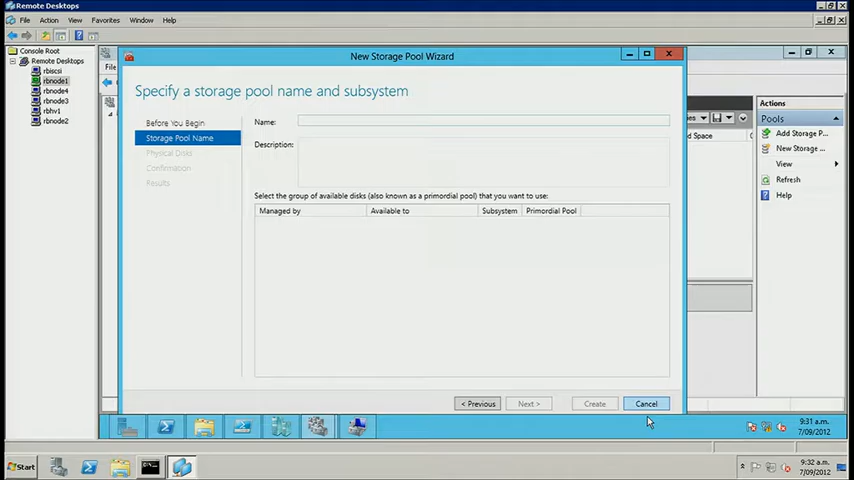 Remote Desktops
File Action View Favorites Window Help
Console Root
Remote Desktops
rbiscsi
rbnode1
rbnode4
rbnode3
rbhv1
rbnode2
File
New Storage Pool Wizard
Specify a storage pool name and subsystem
Before You Begin
Storage Pool Name
Physical Disks
Confirmation
Results
Name:
Description:
Select the group of available disks (also known as a primordial pool) that you want to use:
Managed by Available to Subsystem Primordial Pool
< Previous Next > Create Cancel
Space
Actions
Pools
Add Storage P...
New Storage ...
View
Refresh
Help
9:31 a.m.
7/09/2012
Start
9:32 a.m.
7/09/2012